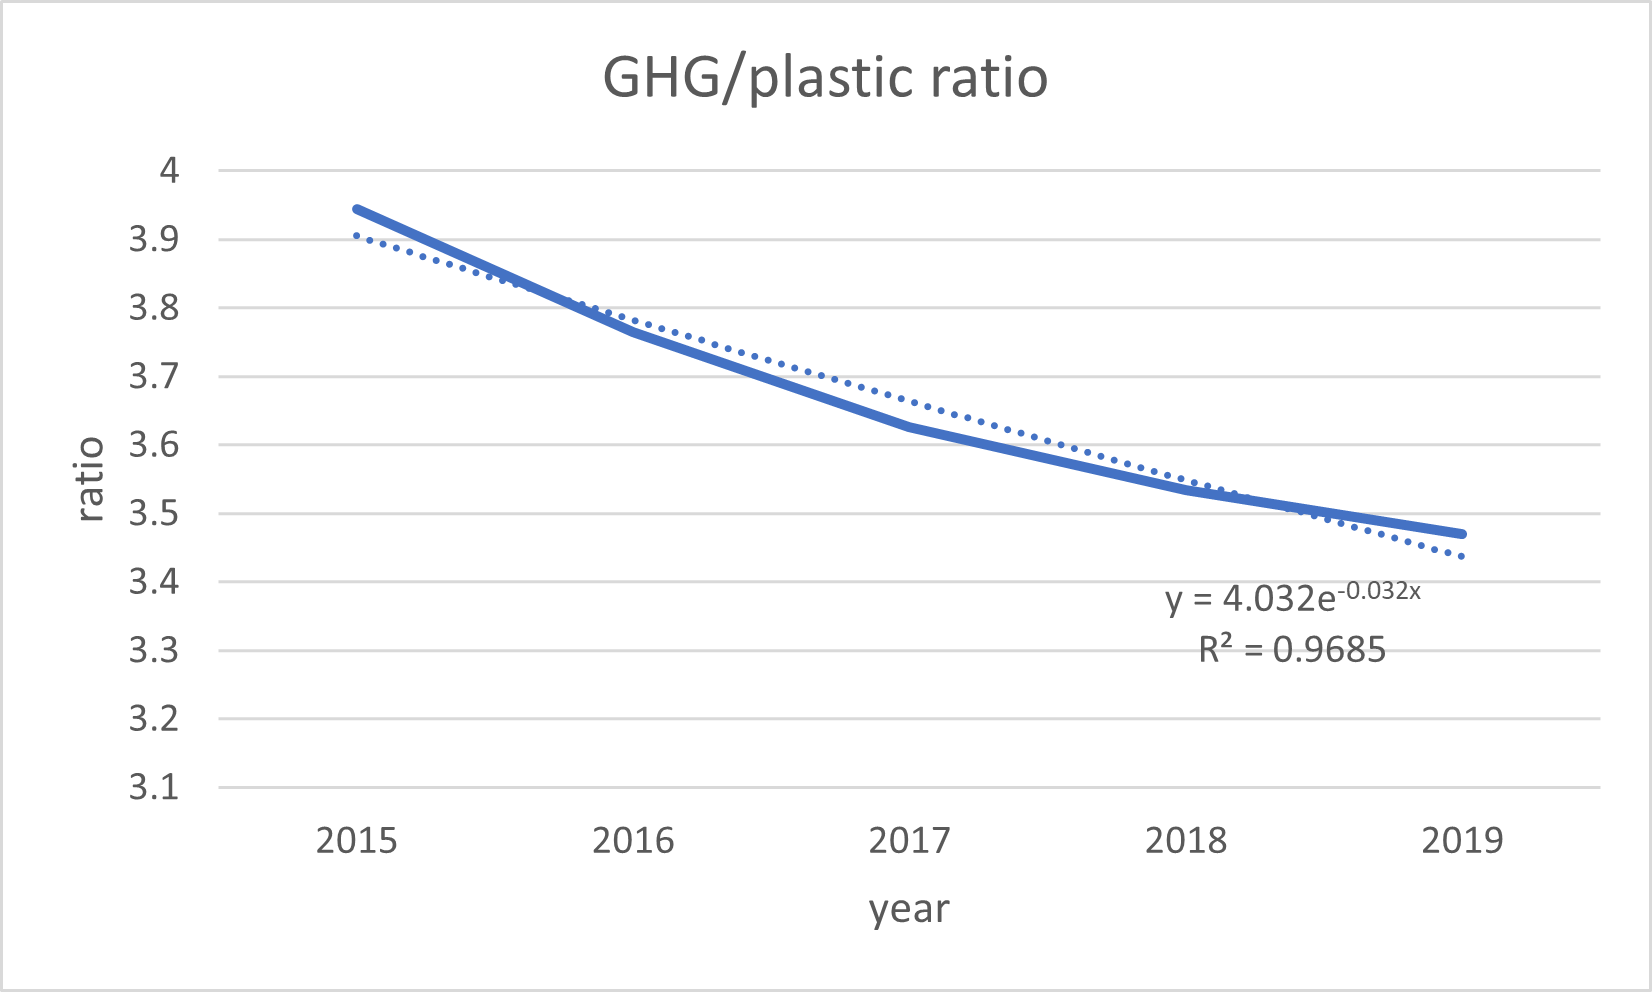 GHG/plastic ratio
4
3.9
3.8
3.7
3.6
3.5
3.4
3.3
3.2
3.1
ratio
y = 4.032e^-0.032x
R² = 0.9685
2015 2016 2017 2018 2019
year